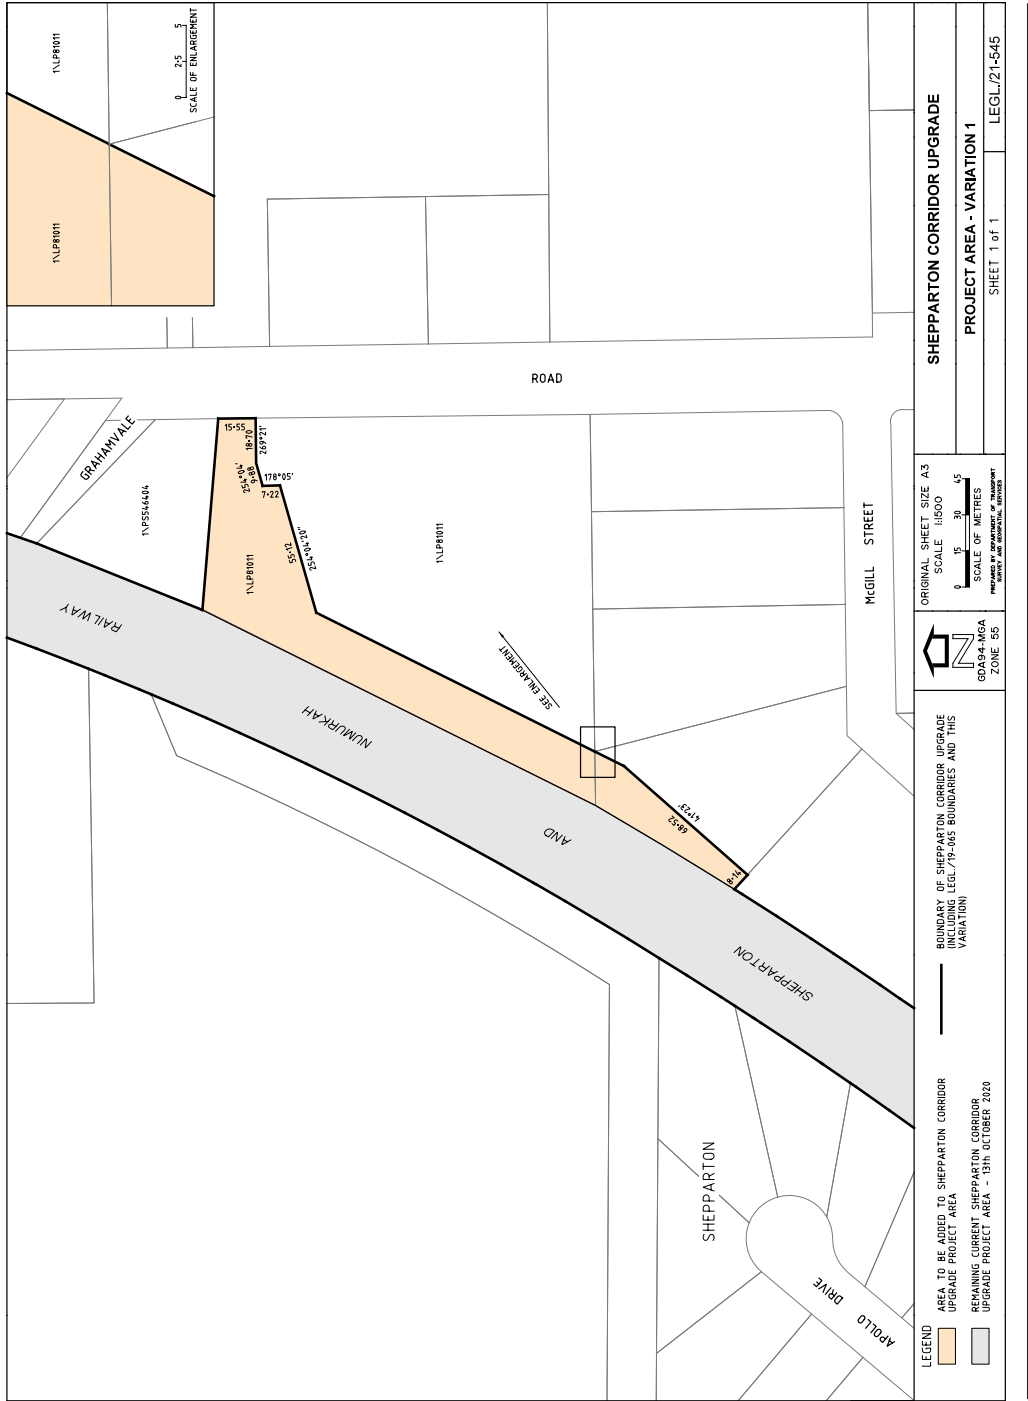 1\LP81011
1\LP81011
0 2·5 5
SCALE OF ENLARGEMENT
ROAD
GRAHAMVALE
1\PS546404
15·55
18·70
269°21'
254°04'
9·88
178°05'
7·22
55·12
254°04'20"
1\LP81011
1\LP81011
SEE ENLARGEMENT
McGILL STREET
RAILWAY
NUMURKAH
AND
SHEPPARTON
41°23'
68·52
8·14
SHEPPARTON
APOLLO
DRIVE
LEGEND
AREA TO BE ADDED TO SHEPPARTON CORRIDOR
UPGRADE PROJECT AREA
REMAINING CURRENT SHEPPARTON CORRIDOR
UPGRADE PROJECT AREA - 13th OCTOBER 2020
BOUNDARY OF SHEPPARTON CORRIDOR UPGRADE
(INCLUDING LEGL./19-065 BOUNDARIES AND THIS
VARIATION)
N
GDA94-MGA
ZONE 55
ORIGINAL SHEET SIZE A3
SCALE 1:1500
0 15 30 45
SCALE OF METRES
PREPARED BY DEPARTMENT OF TRANSPORT
SURVEY AND GEOSPATIAL SERVICES
SHEPPARTON CORRIDOR UPGRADE
PROJECT AREA - VARIATION 1
SHEET 1 of 1
LEGL./21-545